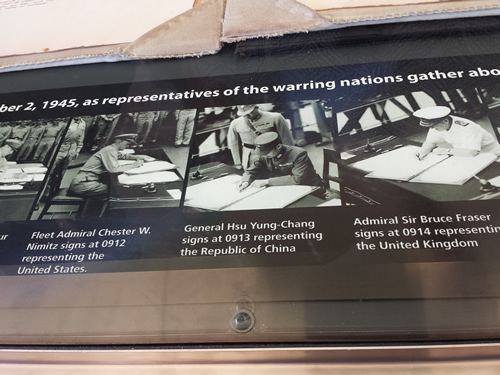 ber 2, 1945, as representatives of the warring nations gather abo
ur
Fleet Admiral Chester W.
Nimitz signs at 0912
representing the
United States.
General Hsu Yung-Chang
signs at 0913 representing
the Republic of China
Admiral Sir Bruce Fraser
signs at 0914 representin
the United Kingdom